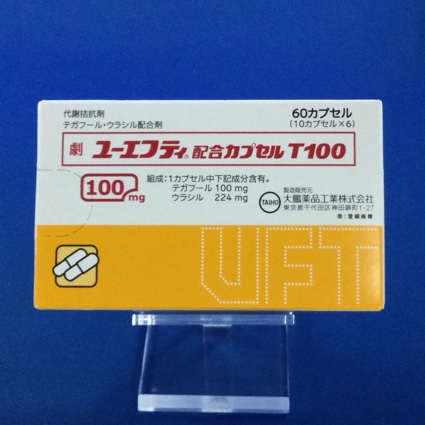 代謝拮抗剤
テガフール・ウラシル配合剤
60カプセル
(10カプセル×6)
劇 ユーエフティ® 配合カプセル T100
100mg
組成:1カプセル中下記成分含有。
テガフール 100 mg
ウラシル 224 mg
製造販売元
TAIHO 大鵬薬品工業株式会社
東京都千代田区神田錦町1-27
®:登録商標
UFT